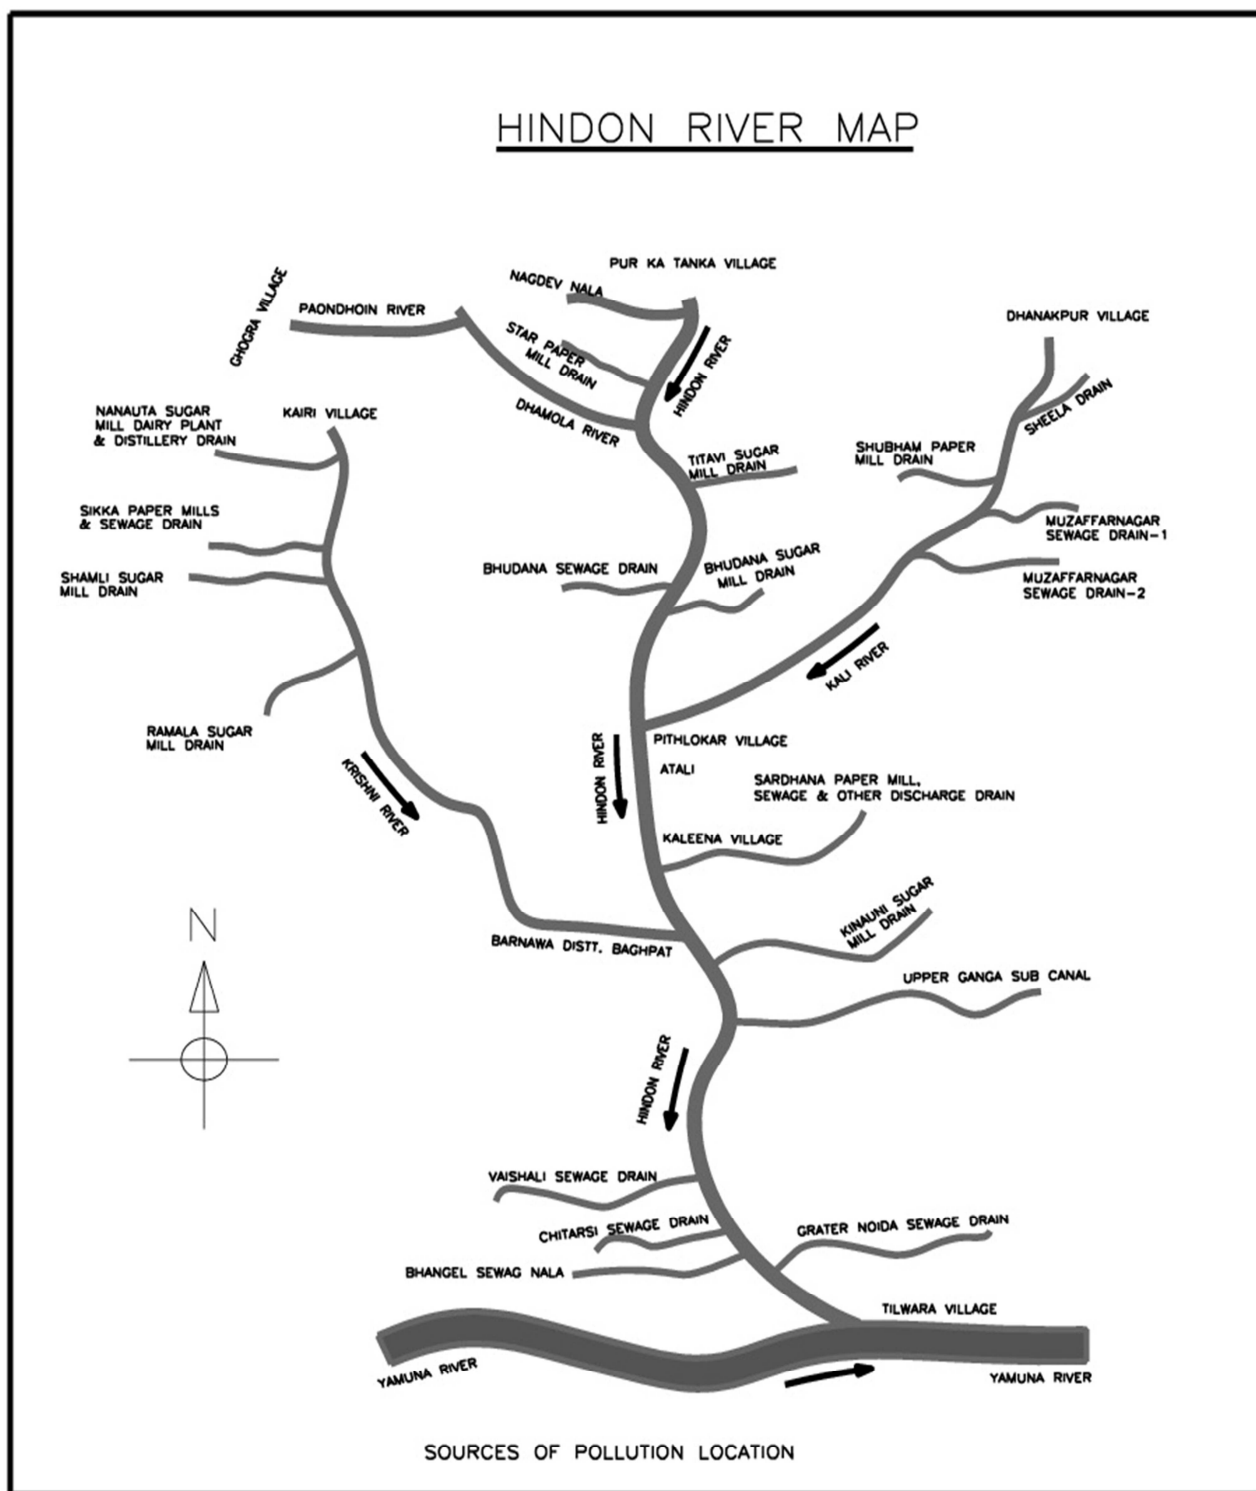 HINDON RIVER MAP
PUR KA TANKA VILLAGE
NAGDEV NALA
GHOGRA VILLAGE
PAONDHOIN RIVER
STAR PAPER
MILL DRAIN
HINDON RIVER
DHANAKPUR VILLAGE
SHEELA DRAIN
DHAMOLA RIVER
NANAUTA SUGAR
MILL DAIRY PLANT
& DISTILLERY DRAIN
KAIRI VILLAGE
TITAVI SUGAR
MILL DRAIN
SHUBHAM PAPER
MILL DRAIN
SIKKA PAPER MILLS
& SEWAGE DRAIN
MUZAFFARNAGAR
SEWAGE DRAIN-1
SHAMLI SUGAR
MILL DRAIN
BHUDANA SEWAGE DRAIN
BHUDANA SUGAR
MILL DRAIN
MUZAFFARNAGAR
SEWAGE DRAIN-2
KALI RIVER
RAMALA SUGAR
MILL DRAIN
KRISHNI RIVER
HINDON RIVER
PITHLOKAR VILLAGE
ATALI
SARDHANA PAPER MILL,
SEWAGE & OTHER DISCHARGE DRAIN
KALEENA VILLAGE
KINAUNI SUGAR
MILL DRAIN
N
BARNAWA DISTT. BAGHPAT
UPPER GANGA SUB CANAL
HINDON RIVER
VAISHALI SEWAGE DRAIN
CHITARSI SEWAGE DRAIN
GRATER NOIDA SEWAGE DRAIN
BHANGEL SEWAG NALA
TILWARA VILLAGE
YAMUNA RIVER
YAMUNA RIVER
SOURCES OF POLLUTION LOCATION